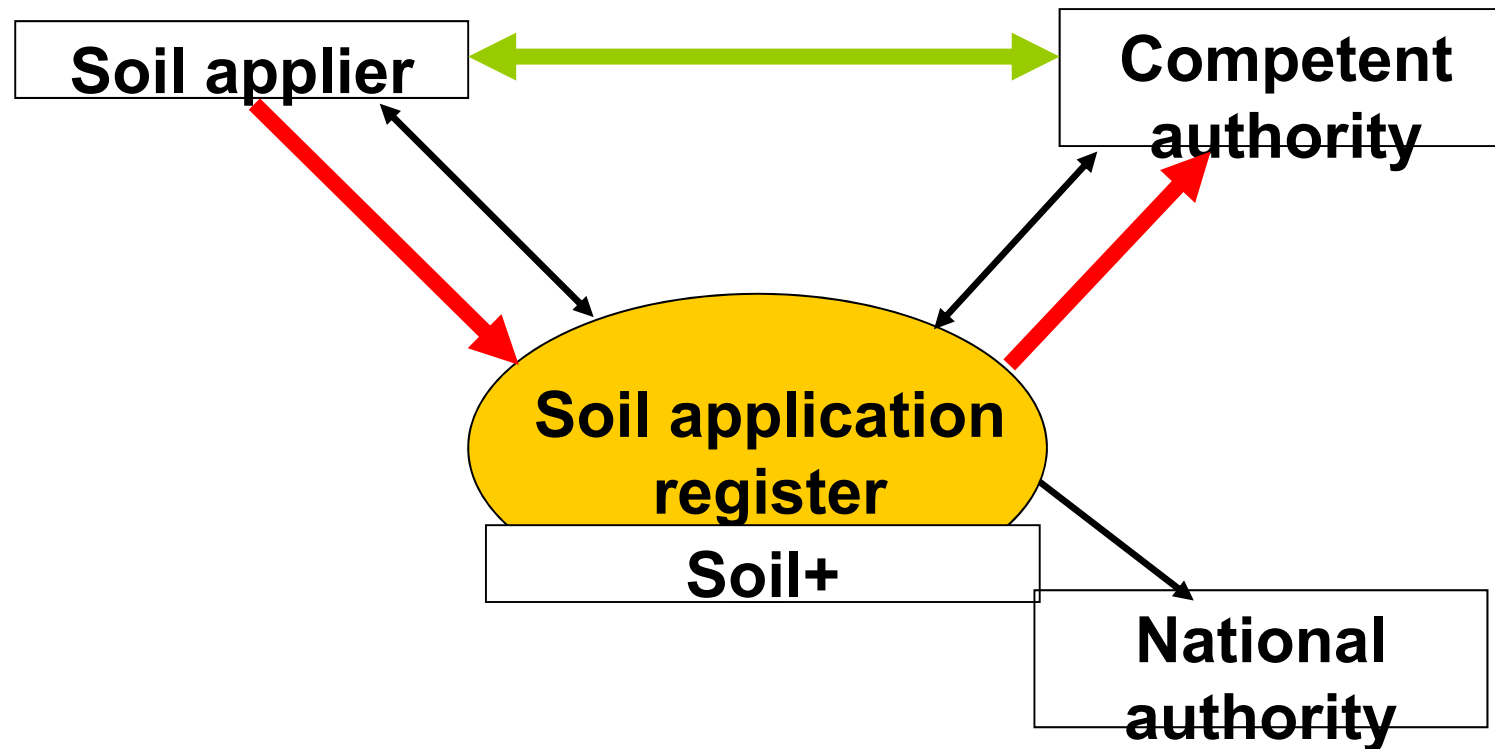 Soil applier
Competent
authority
Soil application
register
Soil+
National
authority